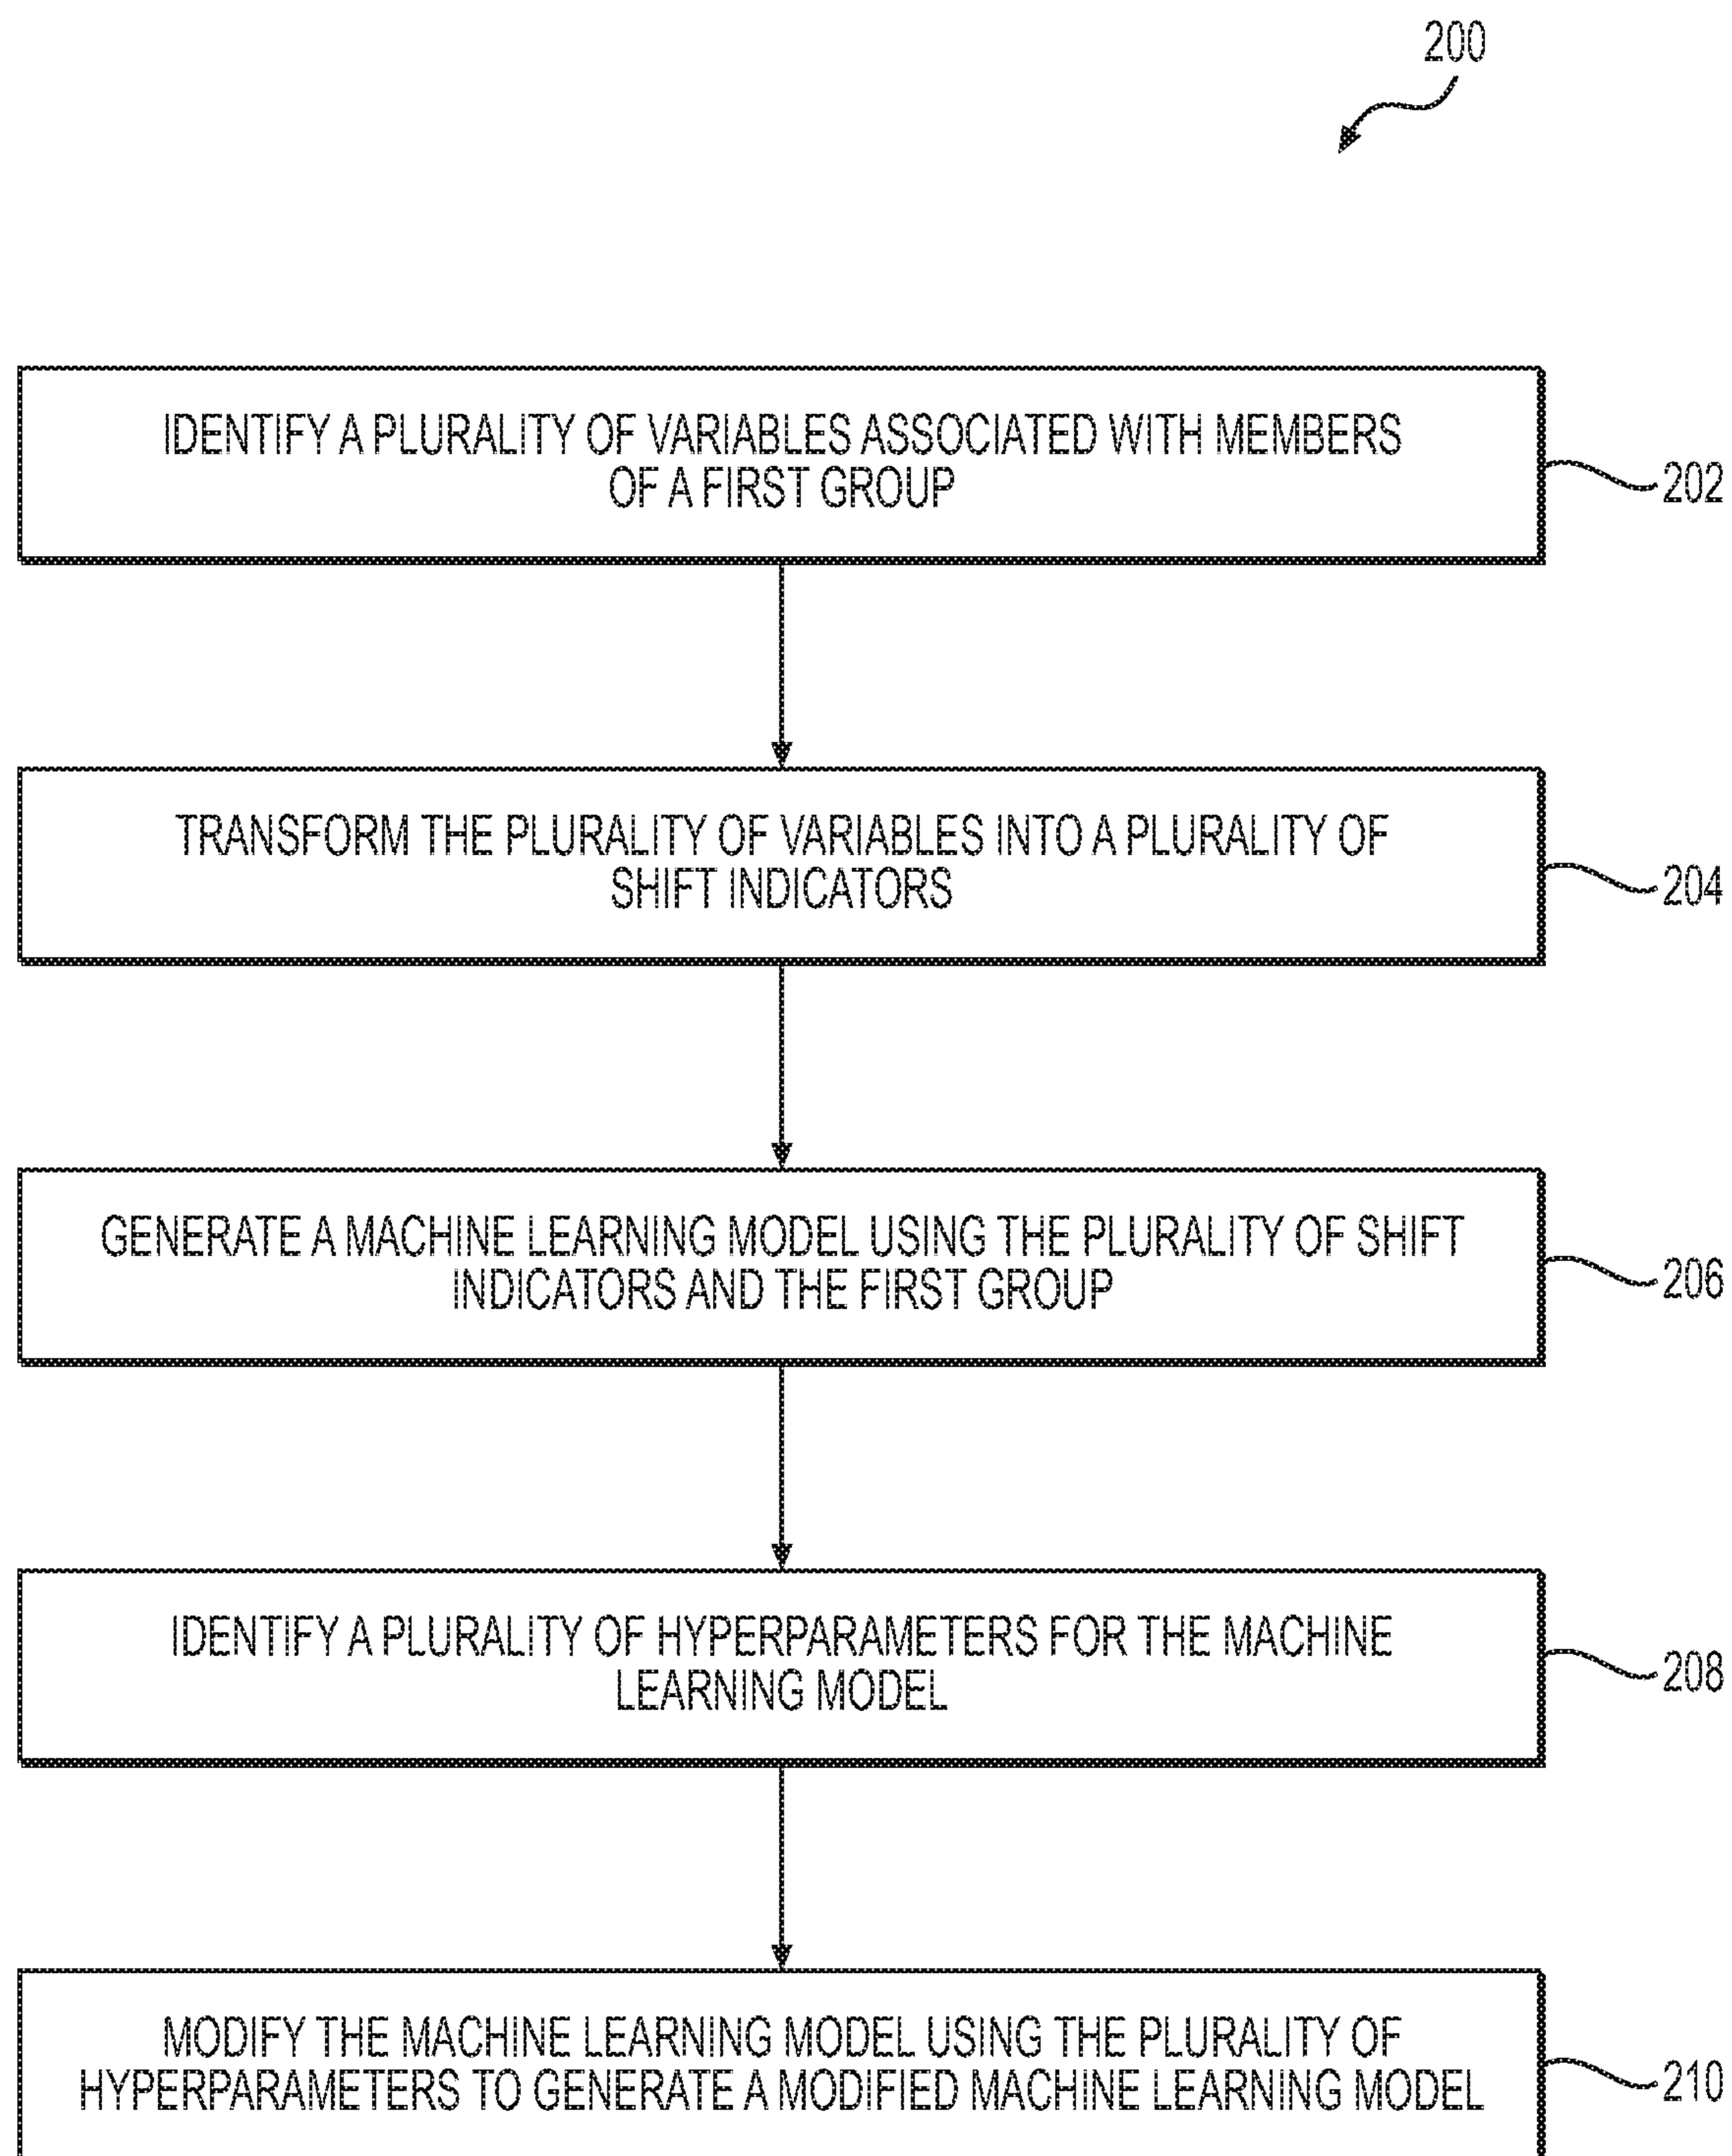 200
IDENTIFY A PLURALITY OF VARIABLES ASSOCIATED WITH MEMBERS
OF A FIRST GROUP
202
TRANSFORM THE PLURALITY OF VARIABLES INTO A PLURALITY OF
SHIFT INDICATORS
204
GENERATE A MACHINE LEARNING MODEL USING THE PLURALITY OF SHIFT
INDICATORS AND THE FIRST GROUP
206
IDENTIFY A PLURALITY OF HYPERPARAMETERS FOR THE MACHINE
LEARNING MODEL
208
MODIFY THE MACHINE LEARNING MODEL USING THE PLURALITY OF
HYPERPARAMETERS TO GENERATE A MODIFIED MACHINE LEARNING MODEL
210